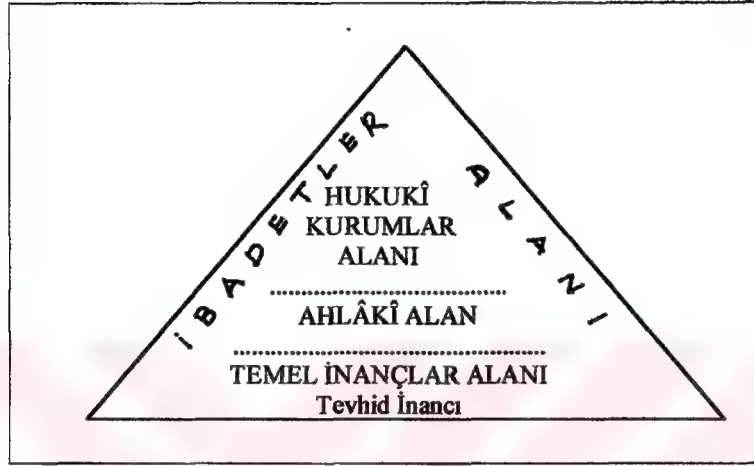 İBADETLER ALANI
HUKUKÎ
KURUMLAR
ALANI
AHLÂKÎ ALAN
TEMEL İNANÇLAR ALANI
Tevhid İnancı